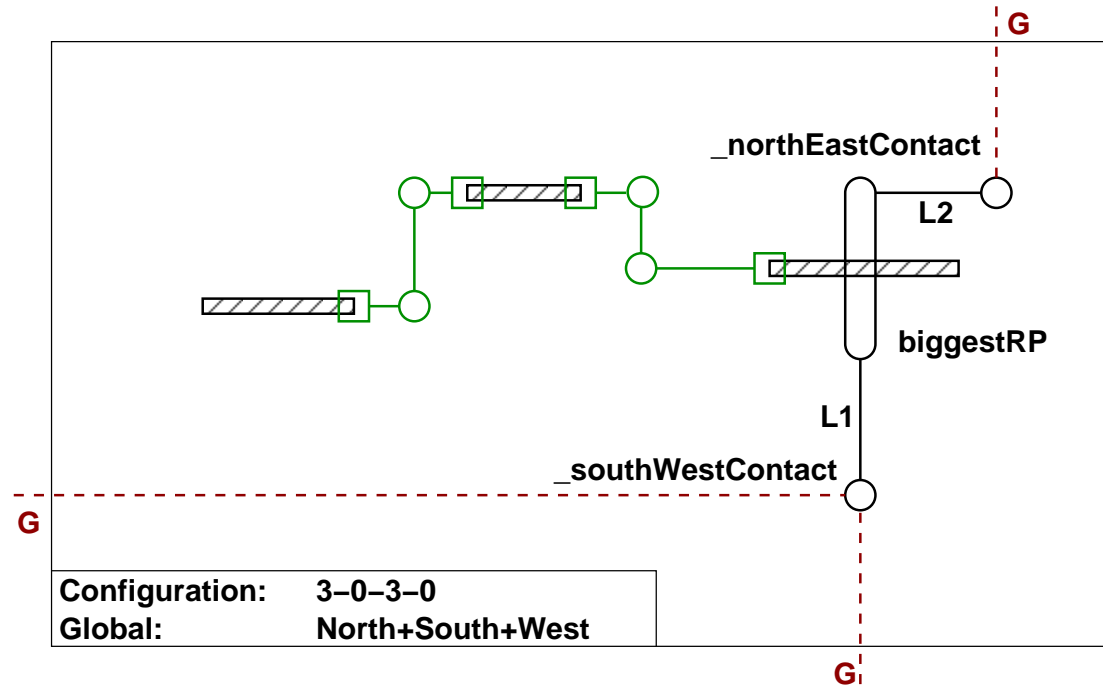 G
_northEastContact
L2
biggestRP
L1
_southWestContact
G
Configuration: 3–0–3–0
Global: North+South+West
G